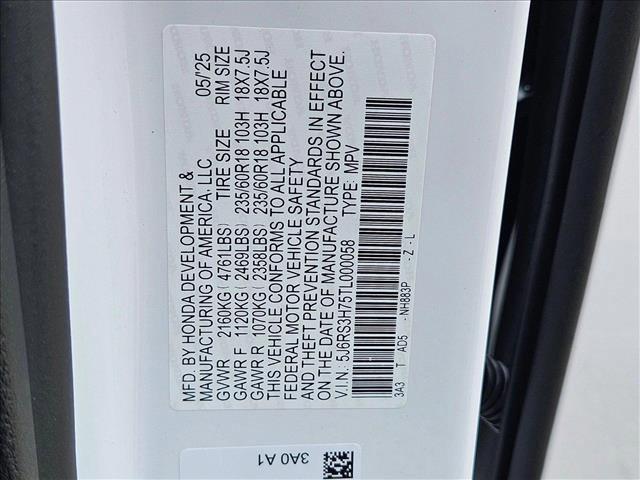 MFD. BY HONDA DEVELOPMENT &
MANUFACTURING OF AMERICA, LLC 05/'25
GVWR 2160KG( 4761LBS) TIRE SIZE RIM SIZE
GAWR F 1120KG( 2469LBS) 235/60R18 103H 18X7.5J
GAWR R 1070KG( 2358LBS) 235/60R18 103H 18X7.5J
THIS VEHICLE CONFORMS TO ALL APPLICABLE
FEDERAL MOTOR VEHICLE SAFETY
AND THEFT PREVENTION STANDARDS IN EFFECT
ON THE DATE OF MANUFACTURE SHOWN ABOVE.
V.I.N: 5J6RS3H75TL000058 TYPE: MPV
3A3 T AD5 -NH883P -Z -L
3A0 A1